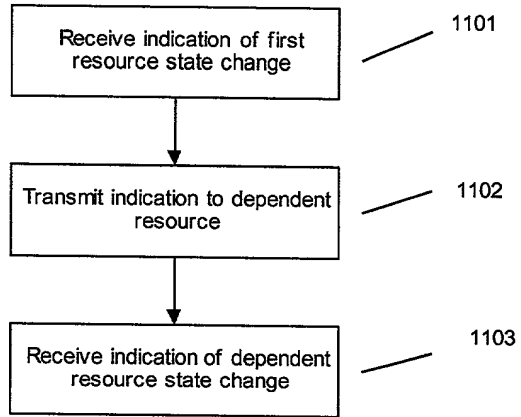 Receive indication of first
resource state change
1101
Transmit indication to dependent
resource
1102
Receive indication of dependent
resource state change
1103